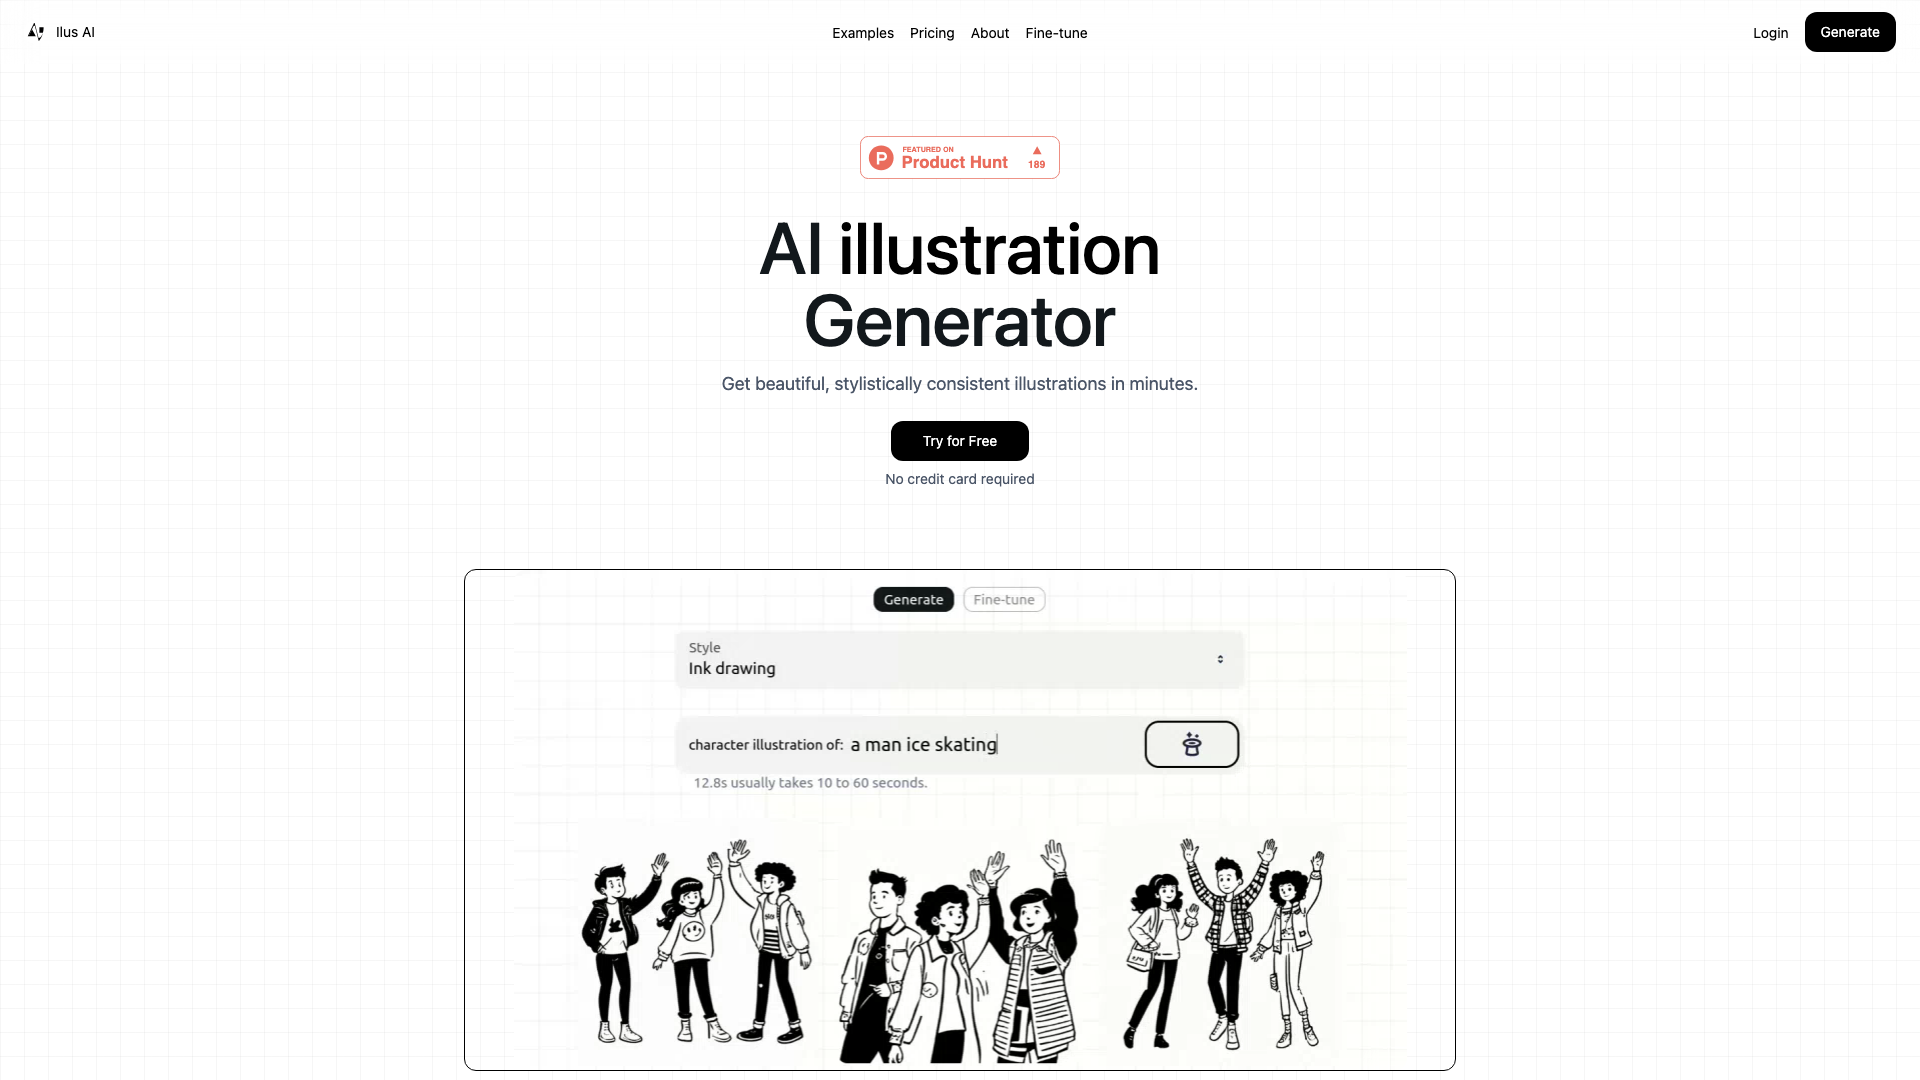 Ilus AI
Examples
Pricing
About
Fine-tune
Login
Generate
FEATURED ON
Product Hunt
189
AI illustration
Generator
Get beautiful, stylistically consistent illustrations in minutes.
Try for Free
No credit card required
Generate
Fine-tune
Style
Ink drawing
character illustration of: a man ice skating
12.8s usually takes 10 to 60 seconds.